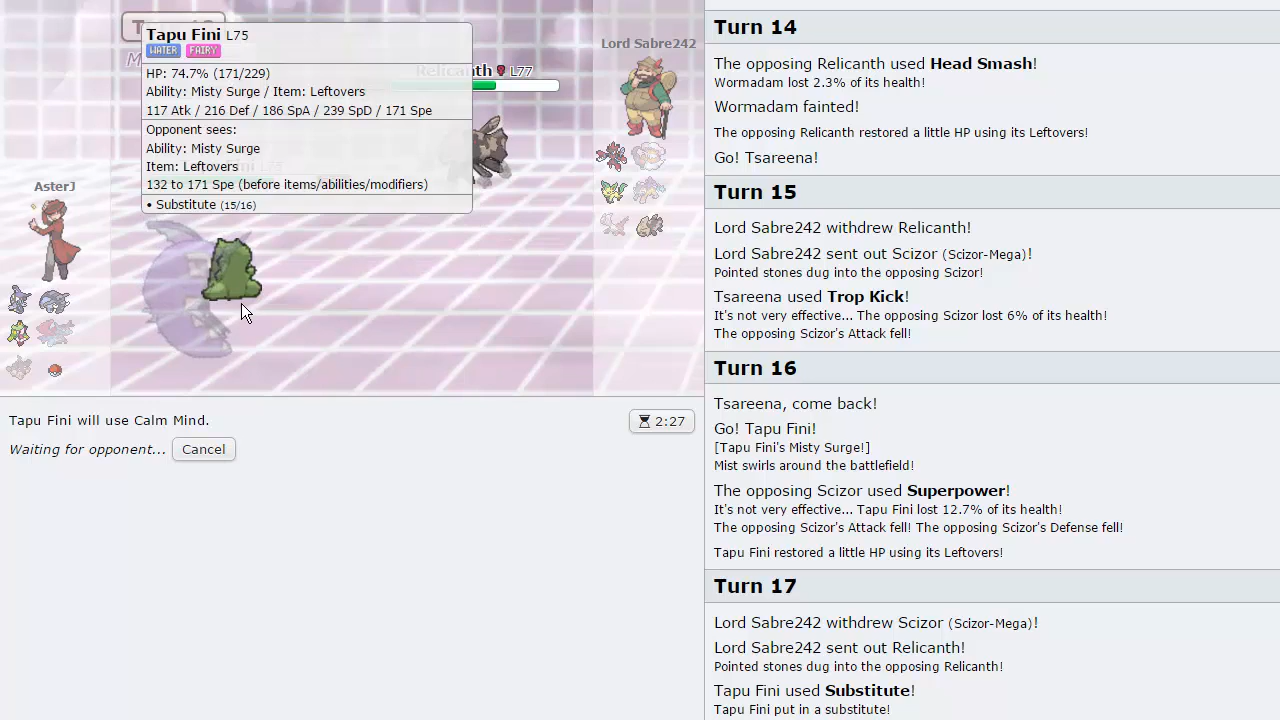 Tapu Fini L75
WATER FAIRY
HP: 74.7% (171/229)
Ability: Misty Surge / Item: Leftovers
117 Atk / 216 Def / 186 SpA / 239 SpD / 171 Spe
Opponent sees:
Ability: Misty Surge
Item: Leftovers
132 to 171 Spe (before items/abilities/modifiers)
• Substitute (15/16)
Relicanth L77
Lord Sabre242
AsterJ
Tapu Fini will use Calm Mind.
2:27
Waiting for opponent... Cancel
Turn 14
The opposing Relicanth used Head Smash!
Wormadam lost 2.3% of its health!
Wormadam fainted!
The opposing Relicanth restored a little HP using its Leftovers!
Go! Tsareena!
Turn 15
Lord Sabre242 withdrew Relicanth!
Lord Sabre242 sent out Scizor (Scizor-Mega)!
Pointed stones dug into the opposing Scizor!
Tsareena used Trop Kick!
It's not very effective... The opposing Scizor lost 6% of its health!
The opposing Scizor's Attack fell!
Turn 16
Tsareena, come back!
Go! Tapu Fini!
[Tapu Fini's Misty Surge!]
Mist swirls around the battlefield!
The opposing Scizor used Superpower!
It's not very effective... Tapu Fini lost 12.7% of its health!
The opposing Scizor's Attack fell! The opposing Scizor's Defense fell!
Tapu Fini restored a little HP using its Leftovers!
Turn 17
Lord Sabre242 withdrew Scizor (Scizor-Mega)!
Lord Sabre242 sent out Relicanth!
Pointed stones dug into the opposing Relicanth!
Tapu Fini used Substitute!
Tapu Fini put in a substitute!